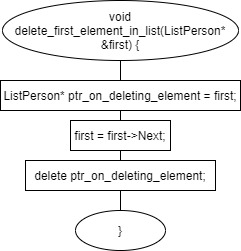 void
delete_first_element_in_list(ListPerson*
&first) {
ListPerson* ptr_on_deleting_element = first;
first = first->Next;
delete ptr_on_deleting_element;
}